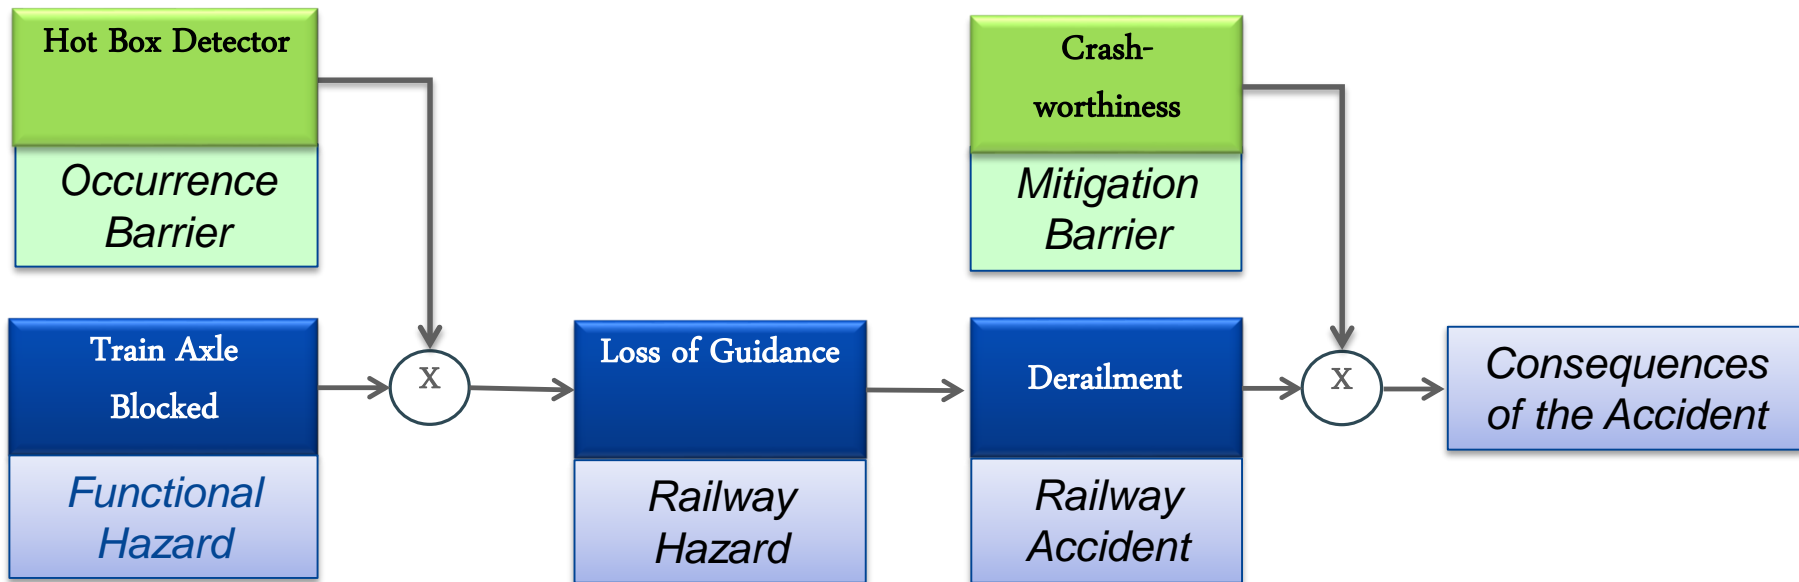 Hot Box Detector
Occurrence
Barrier
Crash-
worthiness
Mitigation
Barrier
Train Axle
Blocked
Functional
Hazard
x
Loss of Guidance
Railway
Hazard
Derailment
Railway
Accident
x
Consequences
of the Accident